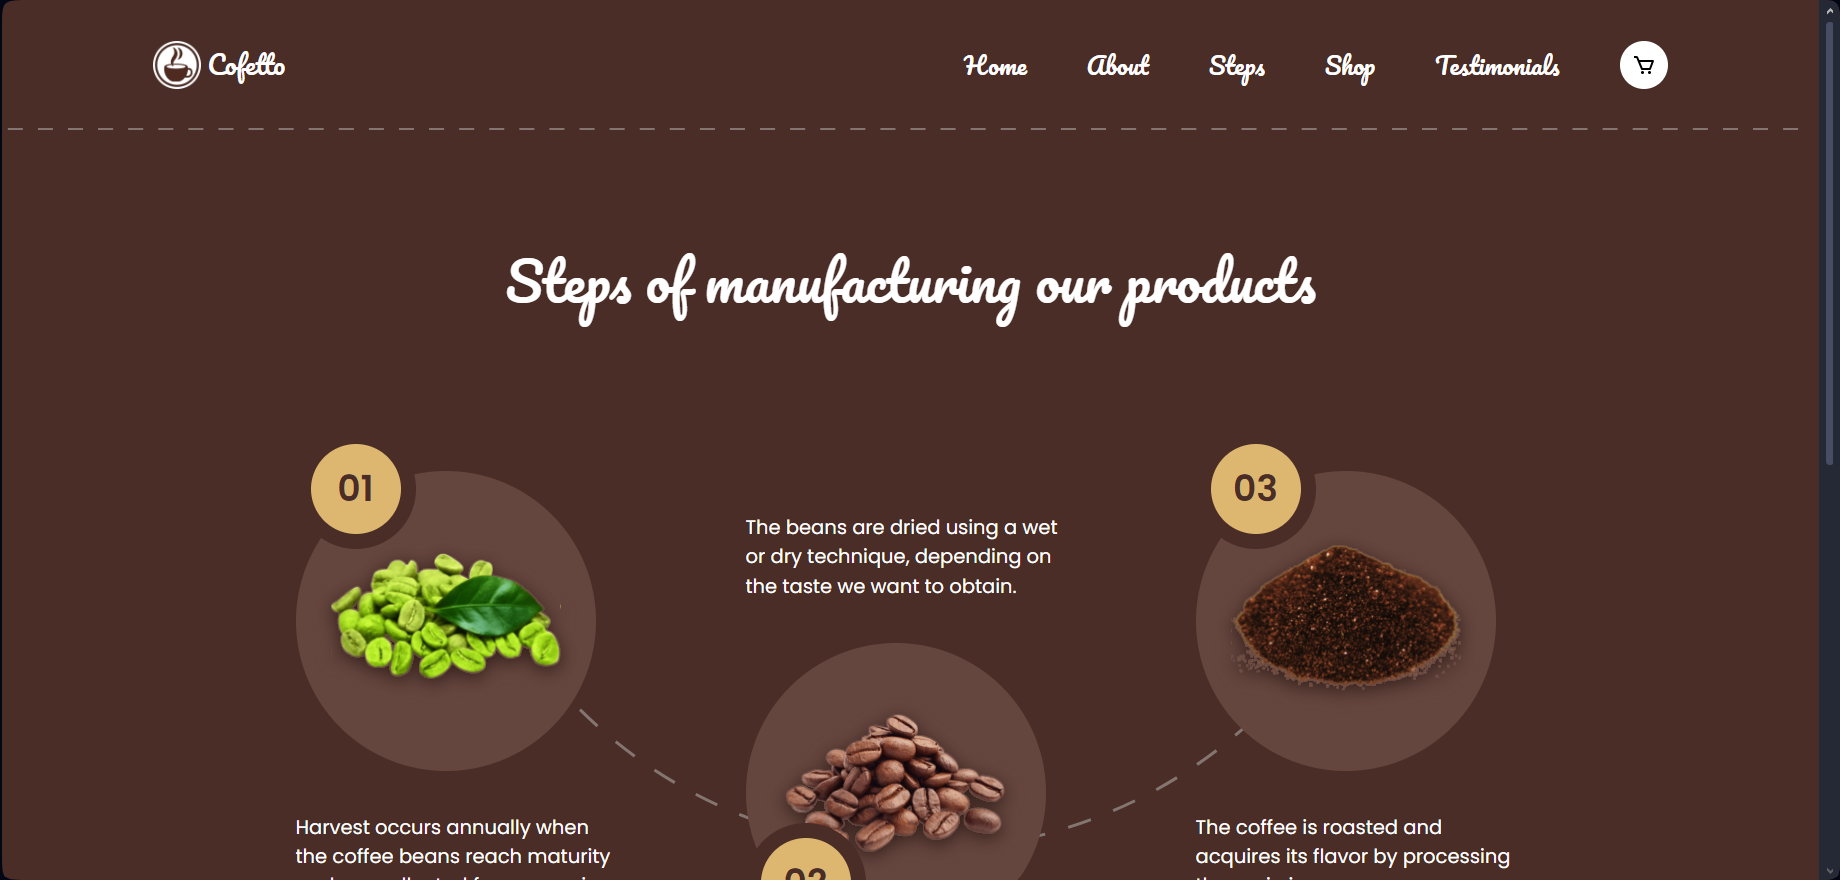 Cofetto
Home
About
Steps
Shop
Testimonials
Steps of manufacturing our products
01
Harvest occurs annually when
the coffee beans reach maturity
The beans are dried using a wet
or dry technique, depending on
the taste we want to obtain.
02
03
The coffee is roasted and
acquires its flavor by processing